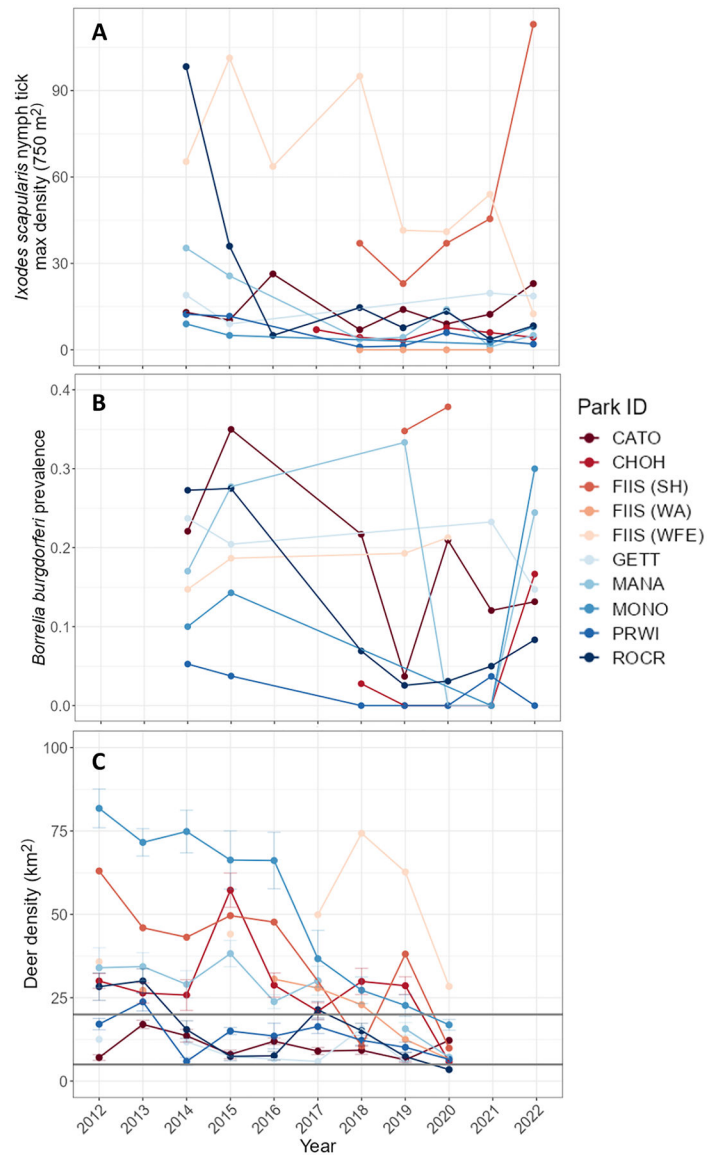 A
Ixodes scapularis nymph tick
max density (750 m²)
90
60
30
0
B
Borrelia burgdorferi prevalence
0.4
0.3
0.2
0.1
0.0
Park ID
CATO
CHOH
FIIS (SH)
FIIS (WA)
FIIS (WFE)
GETT
MANA
MONO
PRWI
ROCR
C
Deer density (km²)
100
75
50
25
0
2012 2013 2014 2015 2016 2017 2018 2019 2020 2021 2022
Year